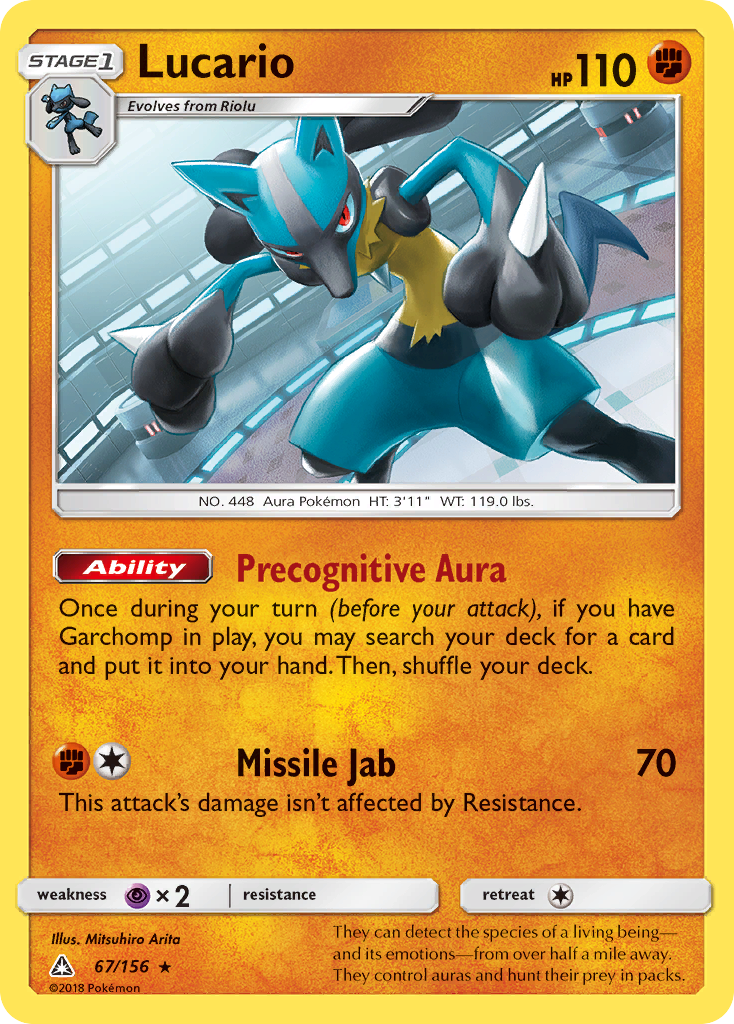 STAGE1
Lucario
HP110
Evolves from Riolu
NO. 448 Aura Pokémon HT: 3'11" WT: 119.0 lbs.
Ability Precognitive Aura
Once during your turn (before your attack), if you have
Garchomp in play, you may search your deck for a card
and put it into your hand. Then, shuffle your deck.
Missile Jab 70
This attack's damage isn't affected by Resistance.
weakness ×2 resistance retreat
Illus. Mitsuhiro Arita
67/156 ★
©2018 Pokémon
They can detect the species of a living being—
and its emotions—from over half a mile away.
They control auras and hunt their prey in packs.